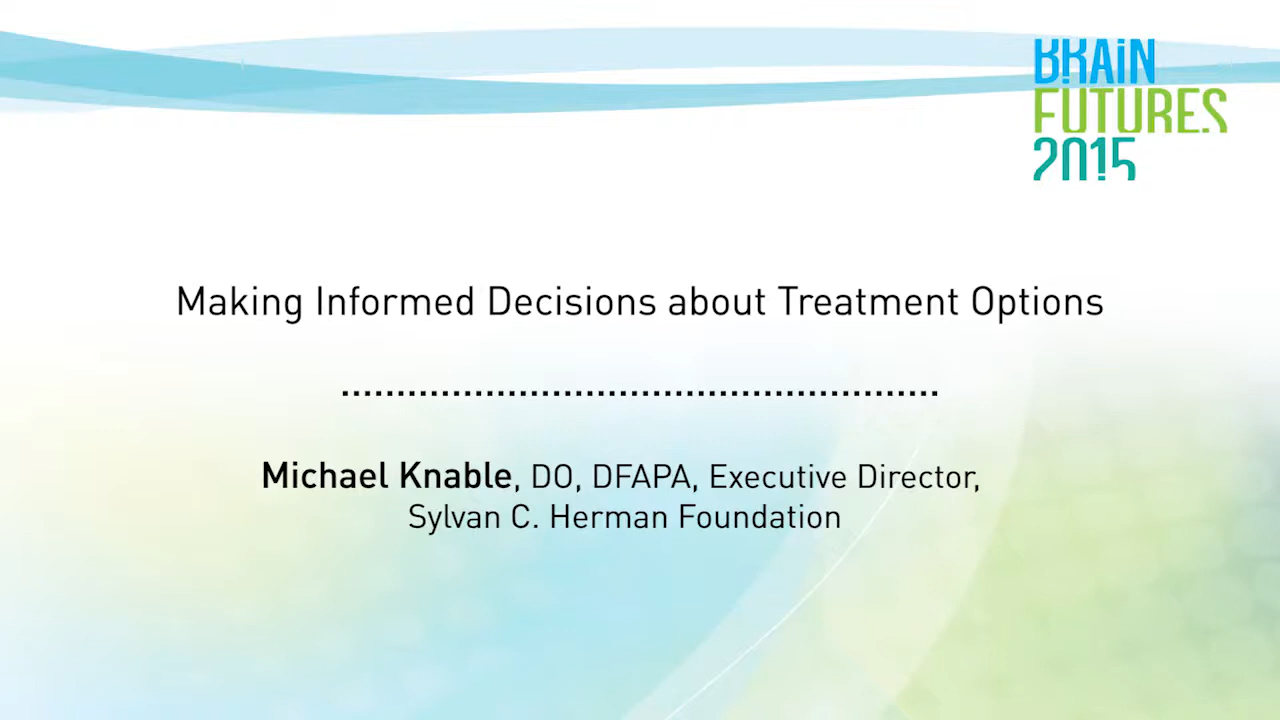 BRAiN
FUTURES
2015
Making Informed Decisions about Treatment Options
Michael Knable, DO, DFAPA, Executive Director,
Sylvan C. Herman Foundation